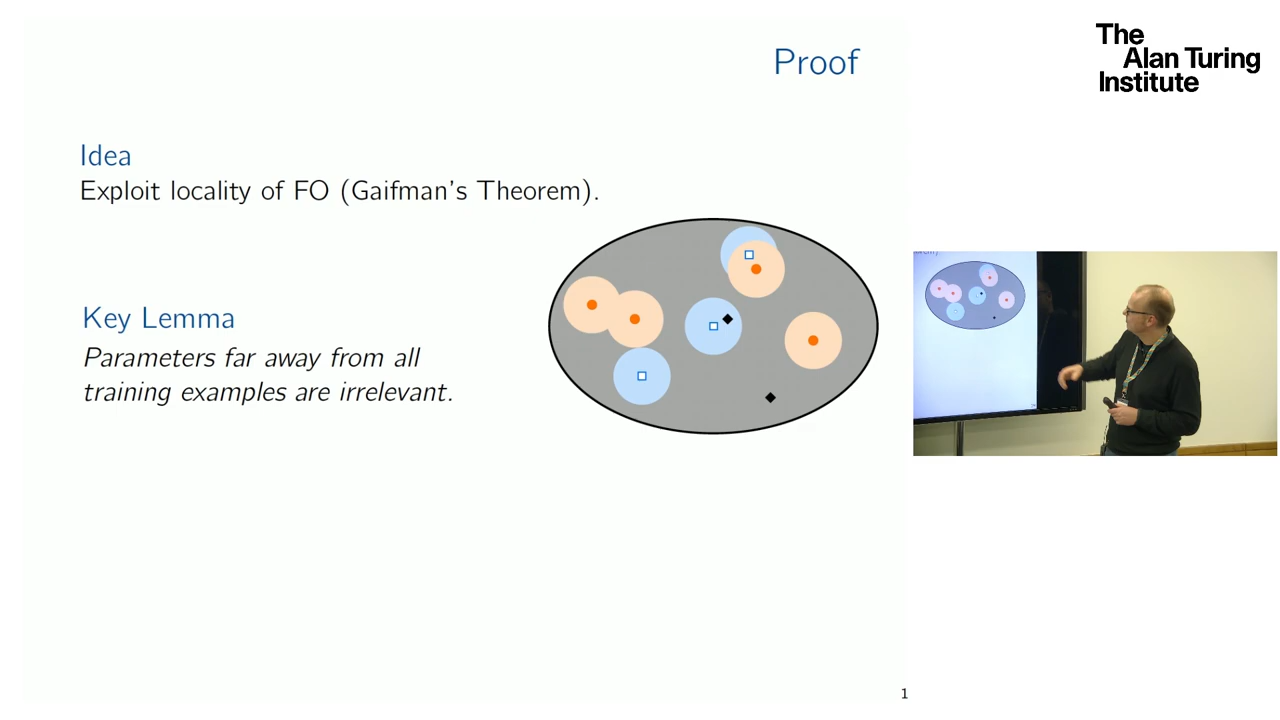 Proof
The
Alan Turing
Institute
Idea
Exploit locality of FO (Gaifman's Theorem).
Key Lemma
Parameters far away from all
training examples are irrelevant.
1